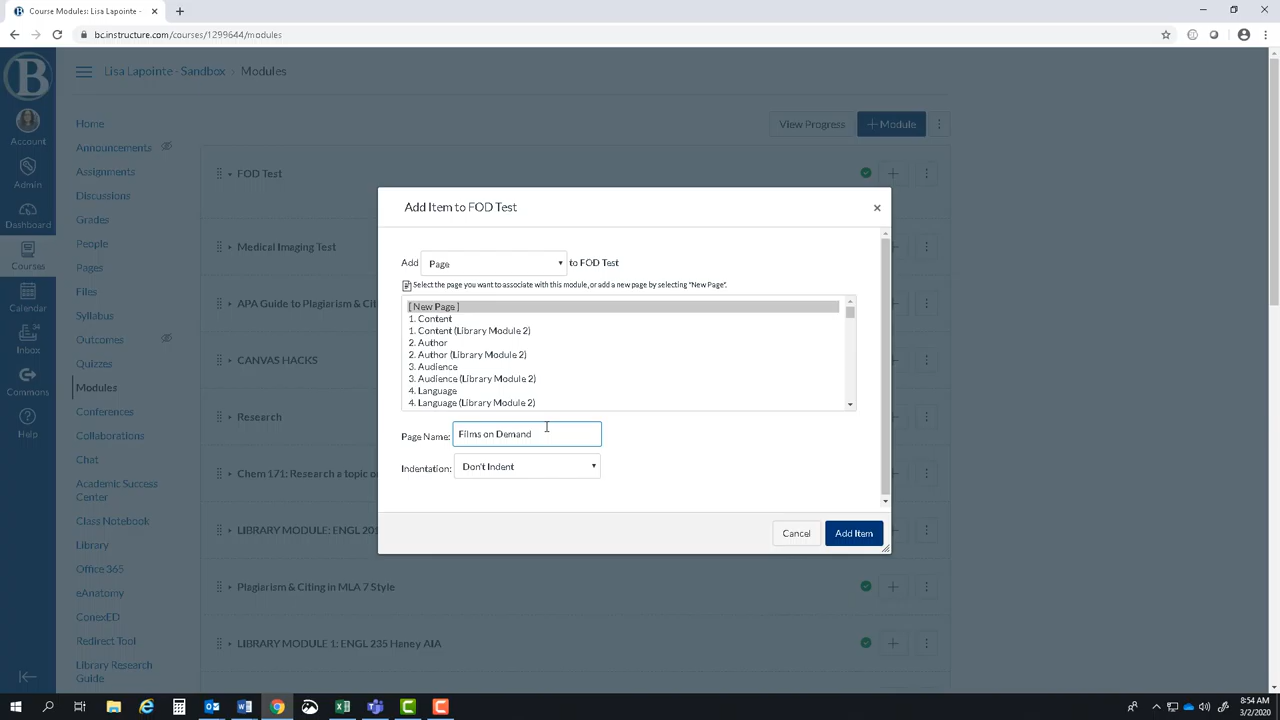 Course Modules: Lisa Lapointe -
bc.instructure.com/courses/1299644/modules
B
Lisa Lapointe - Sandbox › Modules
Account
Admin
Dashboard
Courses
Calendar
34
Inbox
Commons
Help
Home
Announcements
Assignments
Discussions
Grades
People
Pages
Files
Syllabus
Outcomes
Quizzes
Modules
Conferences
Collaborations
Chat
Academic Success
Center
Class Notebook
Library
Office 365
eAnatomy
ConexED
Redirect Tool
Library Research
Guide
View Progress
+ Module
FOD Test
Medical Imaging Test
APA Guide to Plagiarism & Cit
CANVAS HACKS
Research
Chem 171: Research a topic o
LIBRARY MODULE: ENGL 201
Plagiarism & Citing in MLA 7 Style
LIBRARY MODULE 1: ENGL 235 Haney AIA
Add Item to FOD Test
Add Page to FOD Test
Select the page you want to associate with this module, or add a new page by selecting "New Page".
[ New Page ]
1. Content
1. Content (Library Module 2)
2. Author
2. Author (Library Module 2)
3. Audience
3. Audience (Library Module 2)
4. Language
4. Language (Library Module 2)
Page Name: Films on Demand
Indentation: Don't Indent
Cancel
Add Item
8:54 AM
3/2/2020